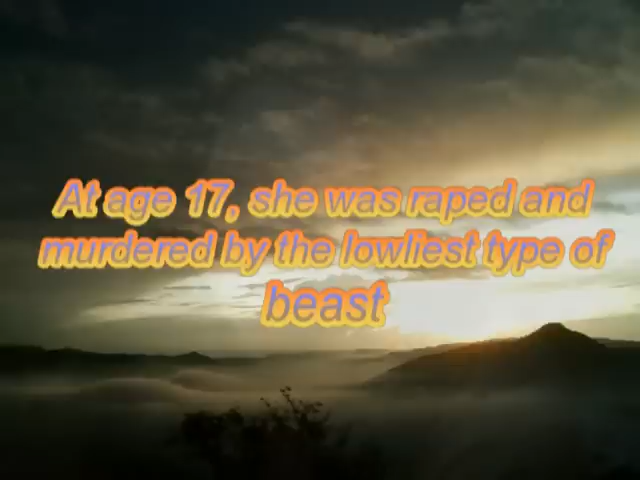 At age 17, she was raped and
murdered by the lowliest type of
beast